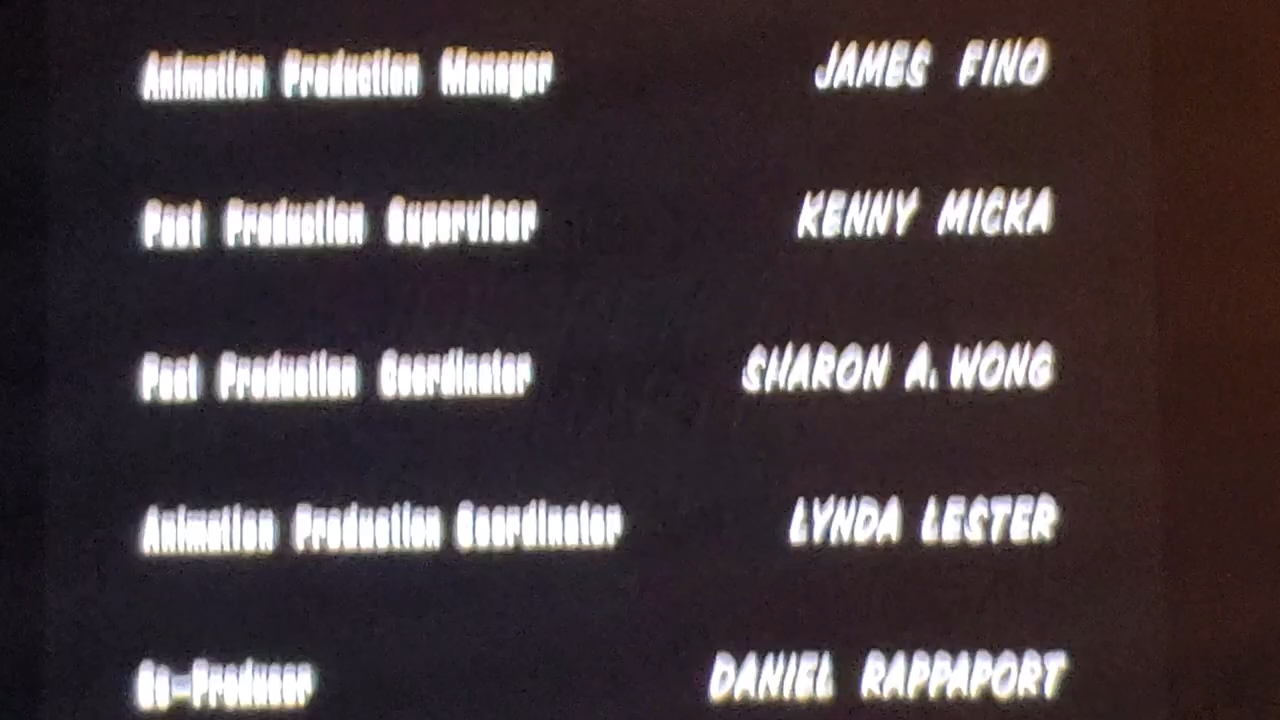 Animation Production Manager JAMES FINO
Post Production Supervisor KENNY MICKA
Post Production Coordinator SHARON A. WONG
Animation Production Coordinator LYNDA LESTER
Co-Producer DANIEL RAPPAPORT